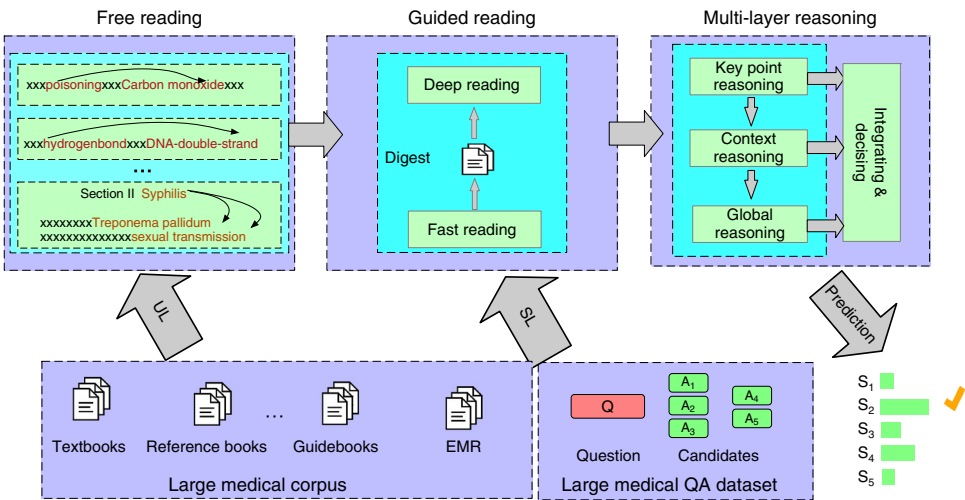 Free reading
Guided reading
Multi-layer reasoning
xxxpoisoningxxxCarbon monoxidexxx
xxxhydrogenbondxxxDNA-double-strand
...
Section II Syphilis
xxxxxxxxTreponema pallidum
xxxxxxxxxxxxxxsexual transmission
Deep reading
Digest
Fast reading
Key point
reasoning
Context
reasoning
Global
reasoning
Integrating &
decising
UL
SL
Prediction
Textbooks
Reference books
...
Guidebooks
EMR
Large medical corpus
Q
Question
A1
A2
A3
A4
A5
Candidates
Large medical QA dataset
S1
S2
S3
S4
S5